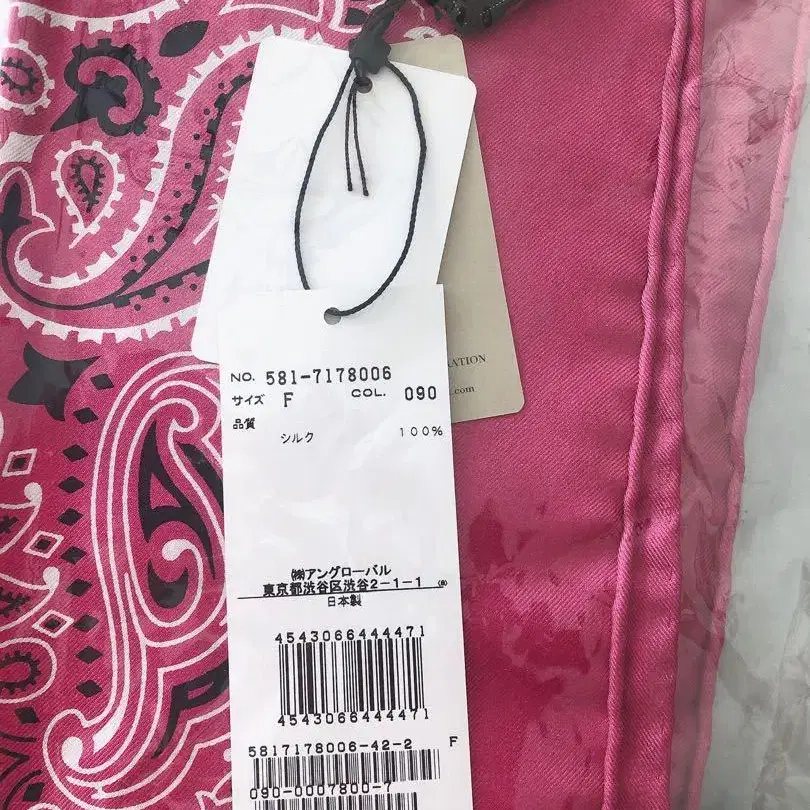 RATION
.com
NO. 581-7178006
サイズ F COL. 090
品質
シルク 100%
㈱アングローバル
東京都渋谷区渋谷2-1-1
日本製
4543066444471
4543066444471
5817178006-42-2 F
090-0007800-7